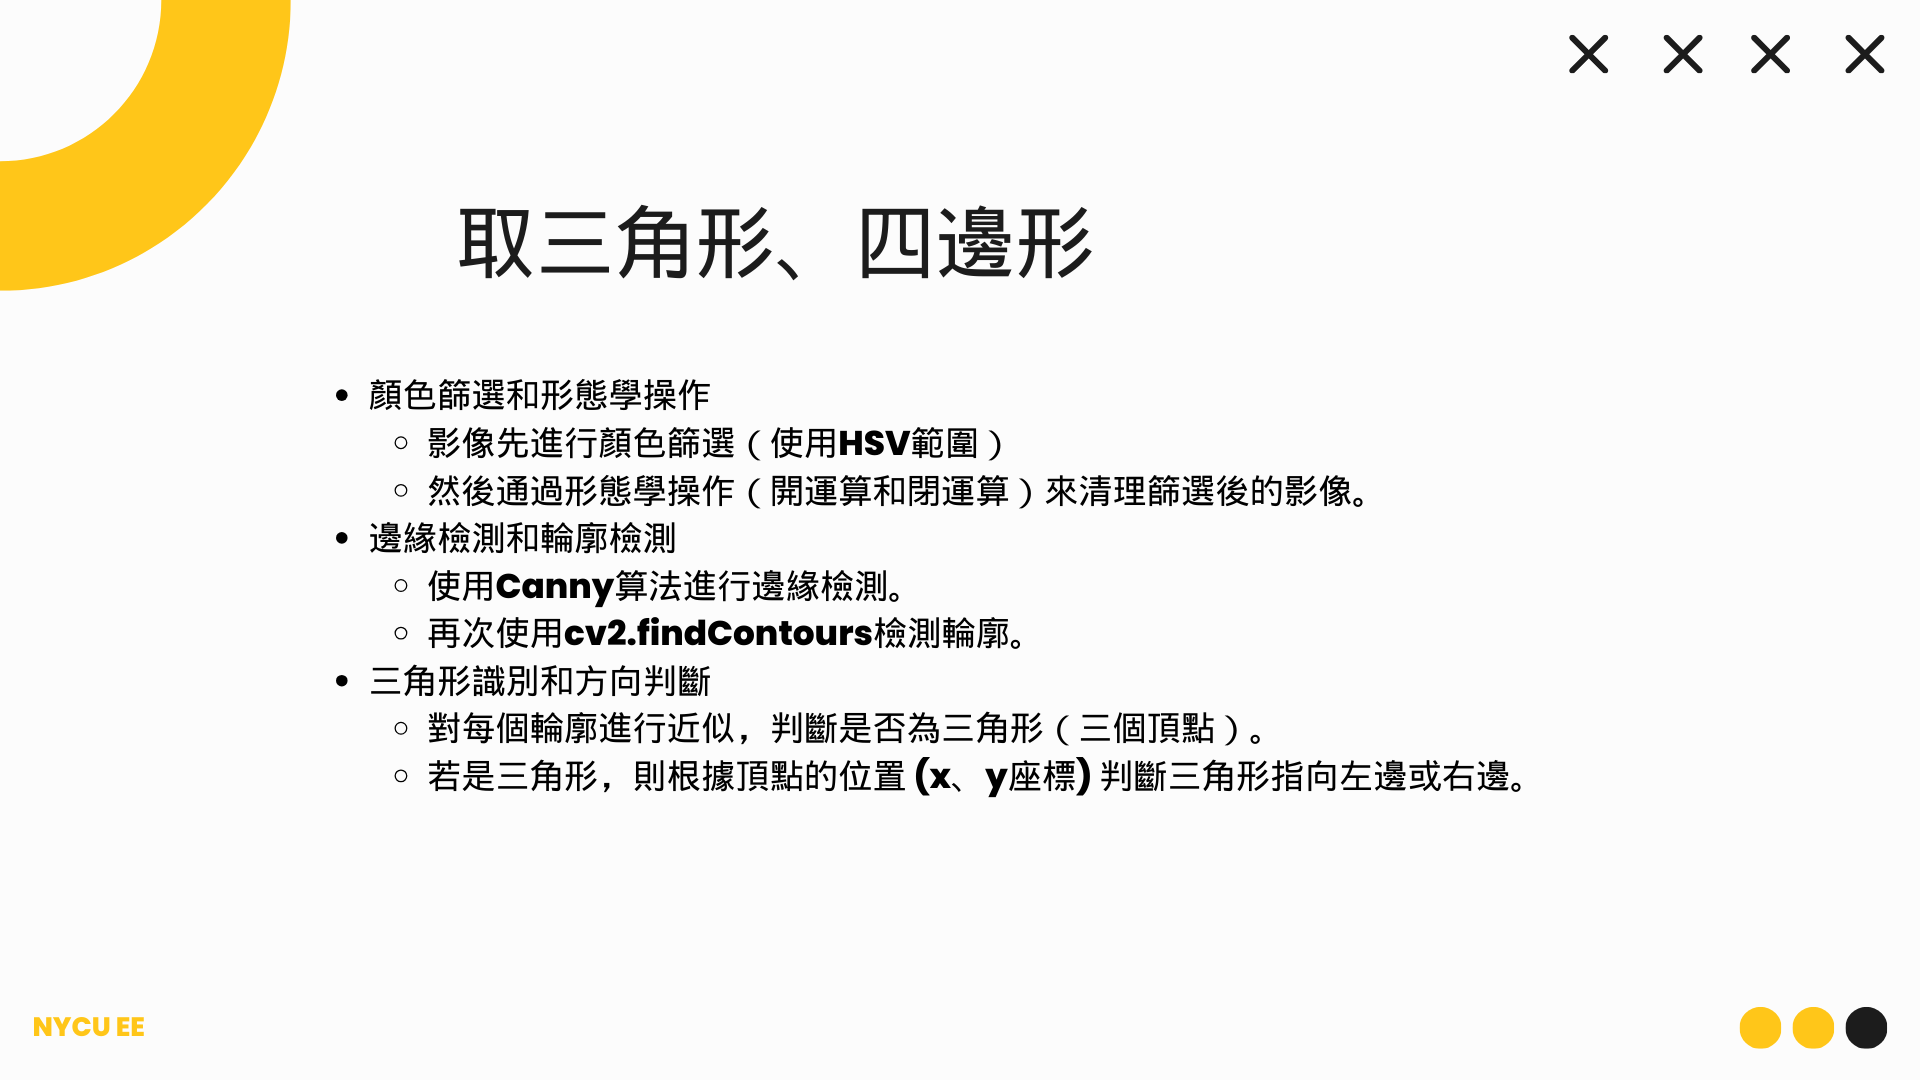 取三角形、四邊形
• 顏色篩選和形態學操作
○ 影像先進行顏色篩選（使用HSV範圍）
○ 然後通過形態學操作（開運算和閉運算）來清理篩選後的影像。
• 邊緣檢測和輪廓檢測
○ 使用Canny算法進行邊緣檢測。
○ 再次使用cv2.findContours檢測輪廓。
• 三角形識別和方向判斷
○ 對每個輪廓進行近似，判斷是否為三角形（三個頂點）。
○ 若是三角形，則根據頂點的位置 (x、y座標) 判斷三角形指向左邊或右邊。
NYCU EE